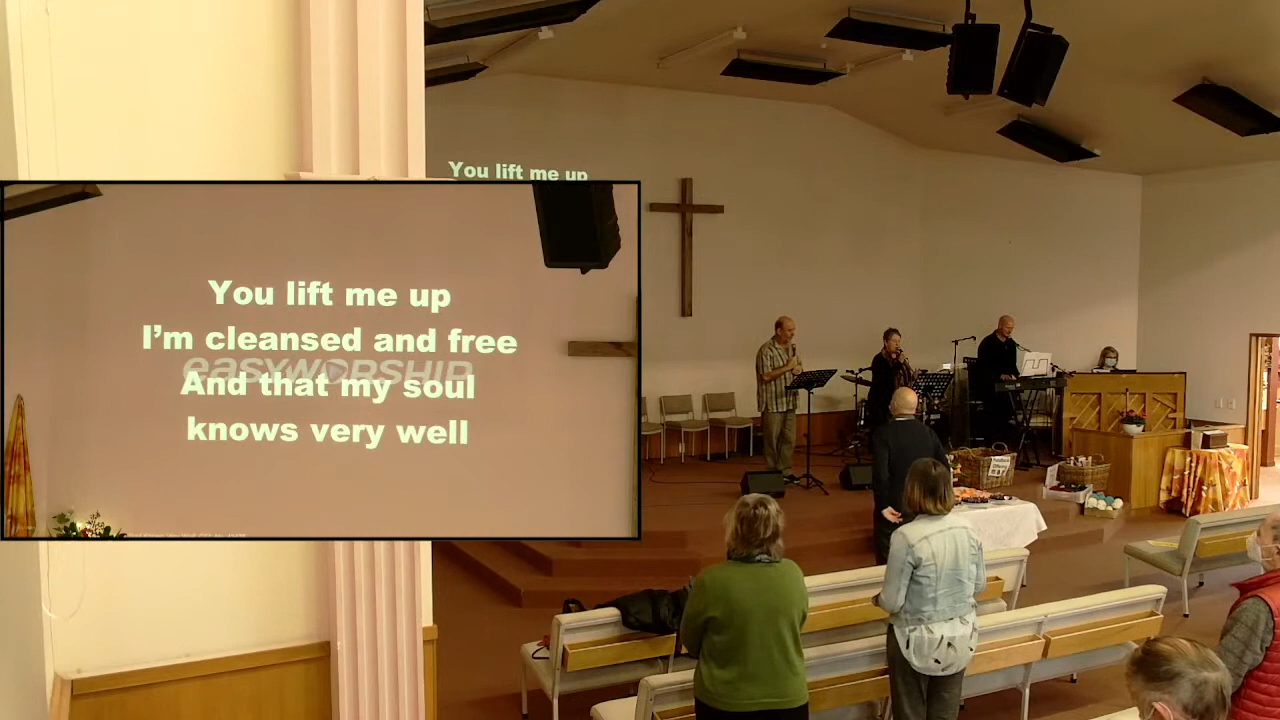 You lift me up
You lift me up
I'm cleansed and free
easyworship
And that my soul
knows very well